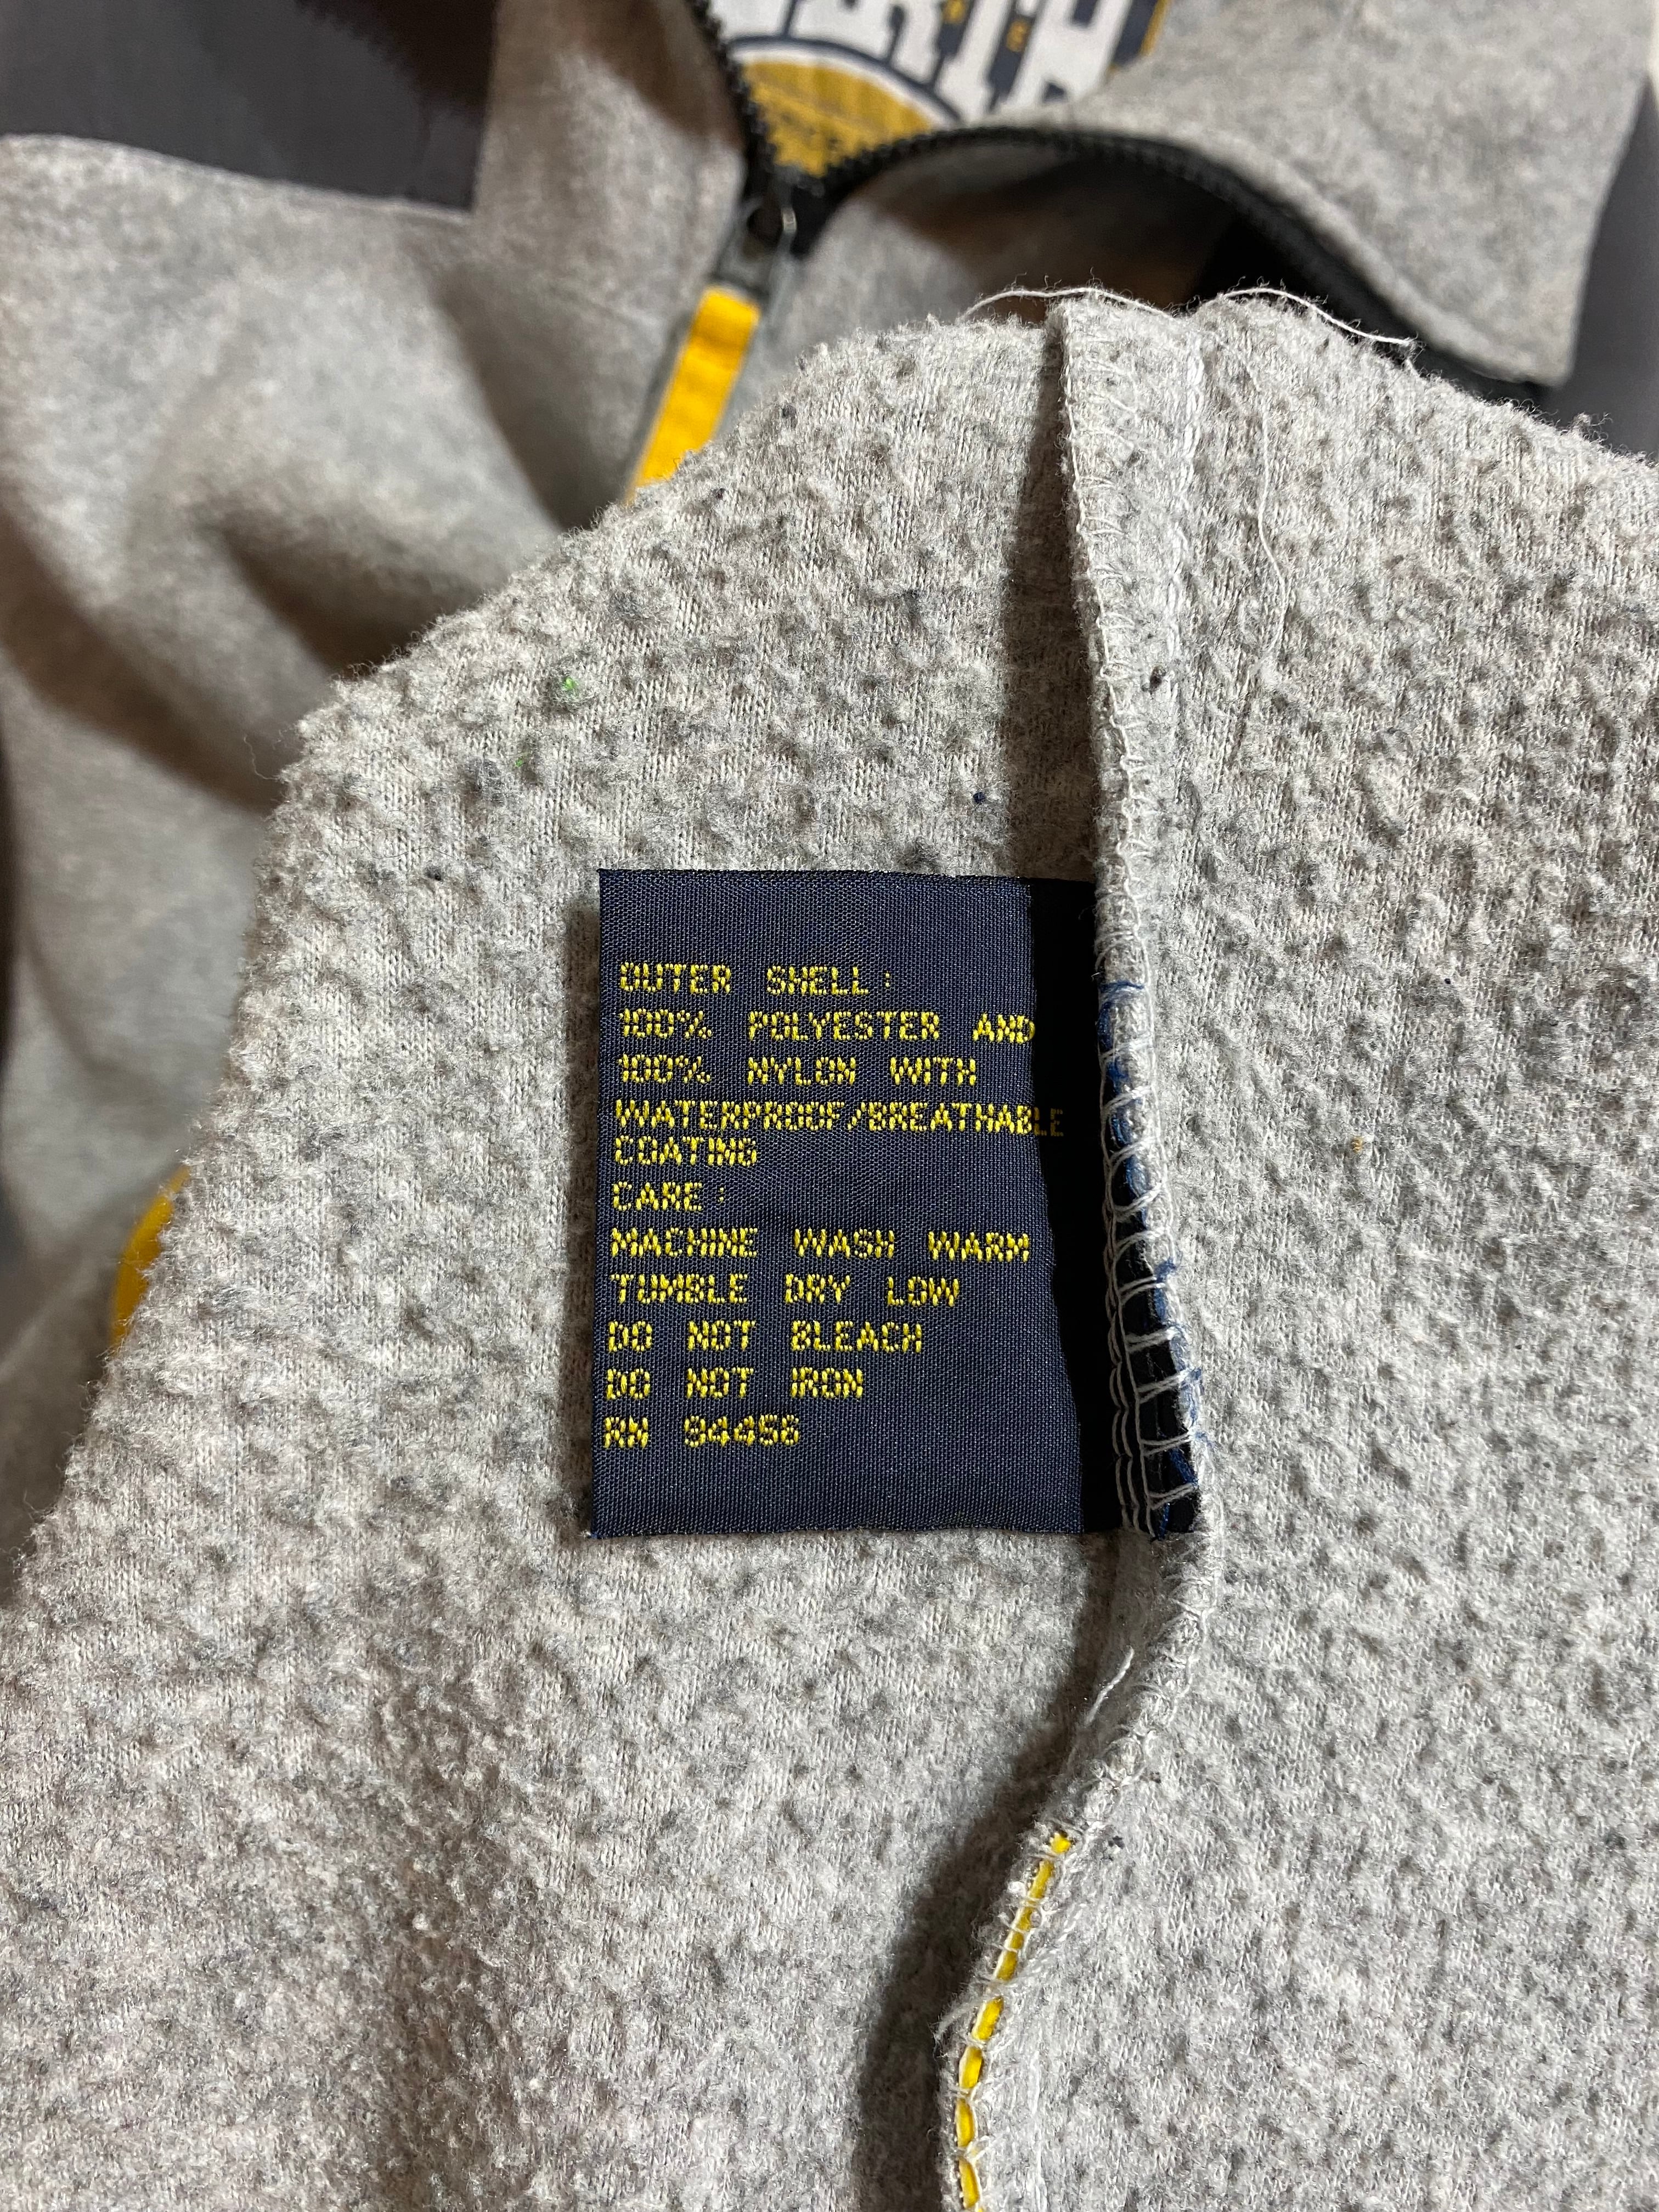 RTH
OUTER SHELL:
100% POLYESTER AND
100% NYLON WITH
WATERPROOF/BREATHABLE
COATING
CARE:
MACHINE WASH WARM
TUMBLE DRY LOW
DO NOT BLEACH
DO NOT IRON
RN 94456